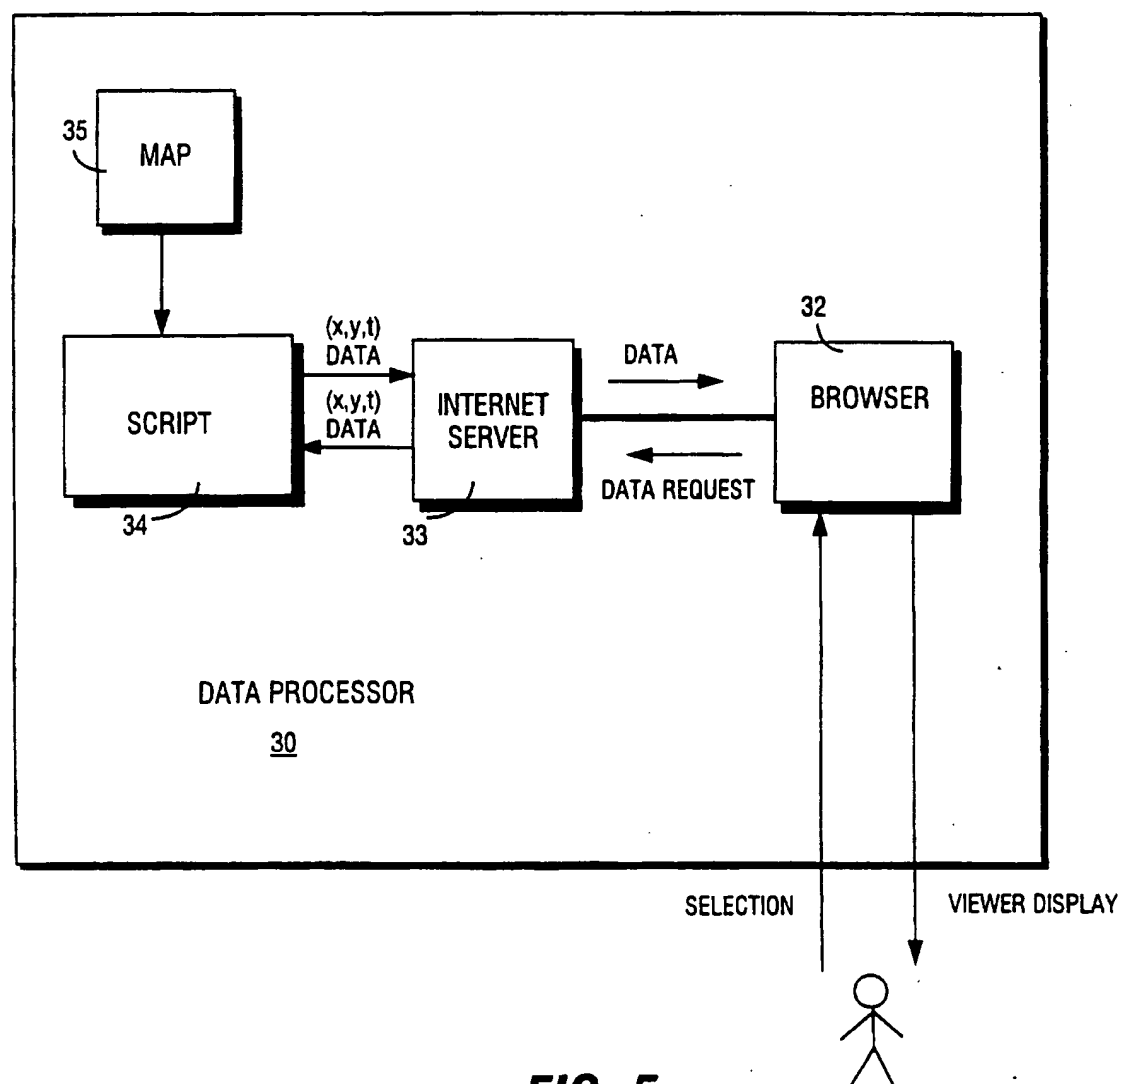 35
MAP
32
(x,y,t)
DATA
DATA
(x,y,t)
DATA
SCRIPT
INTERNET
SERVER
BROWSER
DATA REQUEST
34
33
DATA PROCESSOR
30
SELECTION
VIEWER DISPLAY